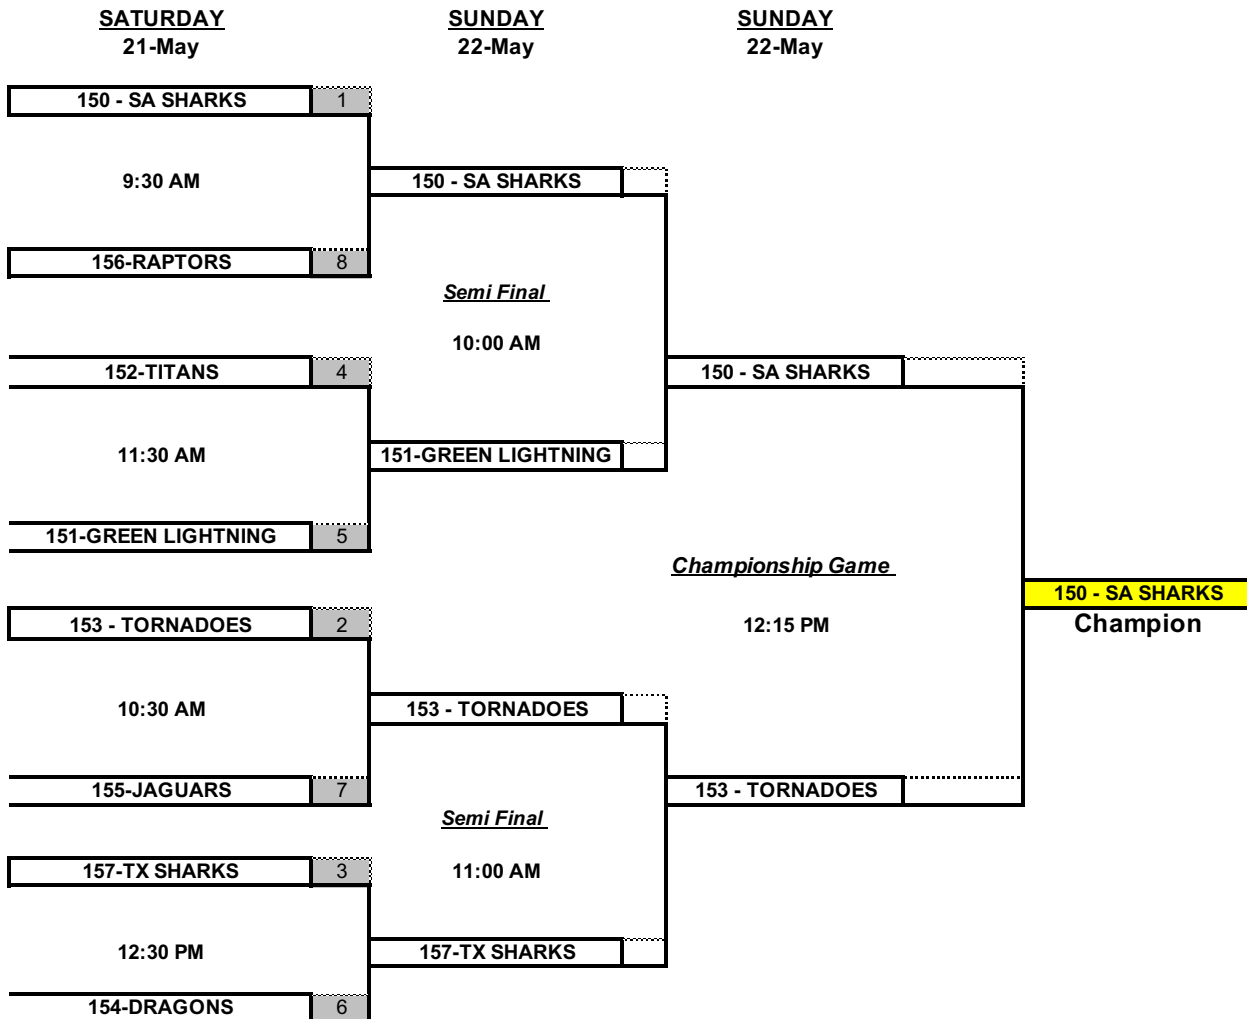 SATURDAY SUNDAY SUNDAY
21-May 22-May 22-May
150 - SA SHARKS 1
9:30 AM 150 - SA SHARKS
156-RAPTORS 8
Semi Final
10:00 AM
152-TITANS 4 150 - SA SHARKS
11:30 AM 151-GREEN LIGHTNING
151-GREEN LIGHTNING 5
Championship Game
150 - SA SHARKS
153 - TORNADOES 2 12:15 PM Champion
10:30 AM 153 - TORNADOES
155-JAGUARS 7 153 - TORNADOES
Semi Final
157-TX SHARKS 3 11:00 AM
12:30 PM 157-TX SHARKS
154-DRAGONS 6